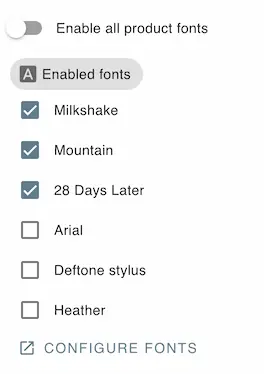 Enable all product fonts
A Enabled fonts
Milkshake
Mountain
28 Days Later
Arial
Deftone stylus
Heather
CONFIGURE FONTS